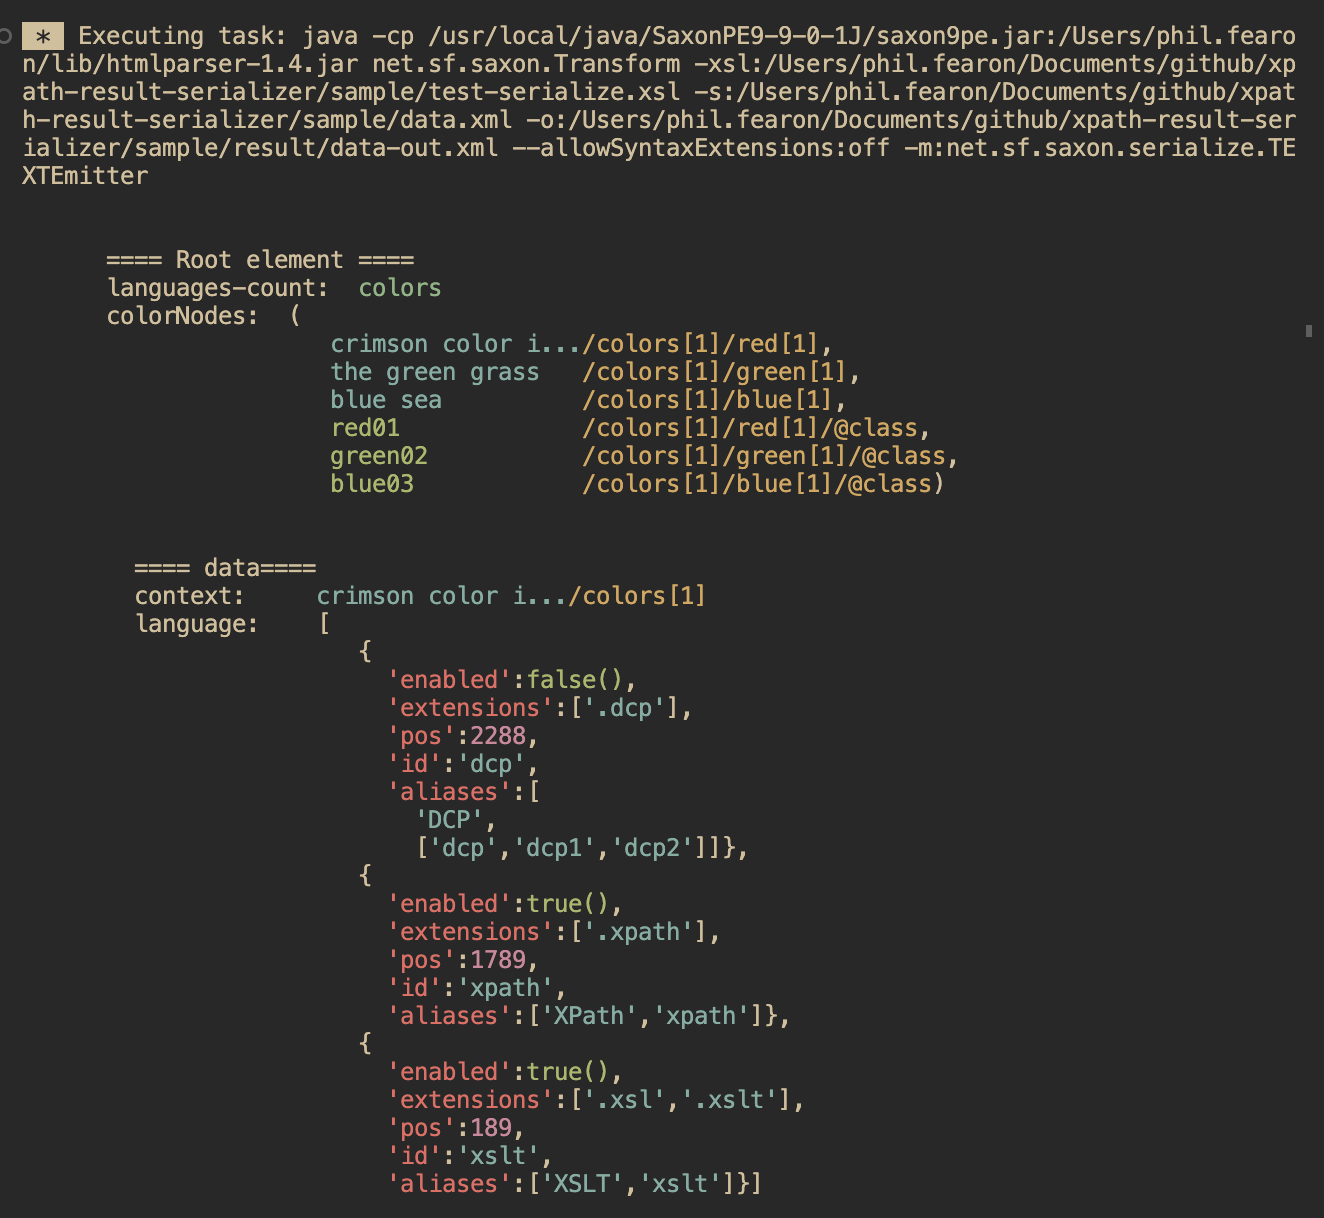 * Executing task: java -cp /usr/local/java/SaxonPE9-9-0-1J/saxon9pe.jar:/Users/phil.fearo
n/lib/htmlparser-1.4.jar net.sf.saxon.Transform -xsl:/Users/phil.fearon/Documents/github/xp
ath-result-serializer/sample/test-serialize.xsl -s:/Users/phil.fearon/Documents/github/xpat
h-result-serializer/sample/data.xml -o:/Users/phil.fearon/Documents/github/xpath-result-ser
ializer/sample/result/data-out.xml --allowSyntaxExtensions:off -m:net.sf.saxon.serialize.TE
XTEmitter
==== Root element ====
languages-count:  colors
colorNodes:  (
crimson color i.../colors[1]/red[1],
the green grass   /colors[1]/green[1],
blue sea          /colors[1]/blue[1],
red01             /colors[1]/red[1]/@class,
green02           /colors[1]/green[1]/@class,
blue03            /colors[1]/blue[1]/@class)
==== data====
context:     crimson color i.../colors[1]
language:    [
{
'enabled':false(),
'extensions':['.dcp'],
'pos':2288,
'id':'dcp',
'aliases':[
'DCP',
['dcp','dcp1','dcp2']]},
{
'enabled':true(),
'extensions':['.xpath'],
'pos':1789,
'id':'xpath',
'aliases':['XPath','xpath']},
{
'enabled':true(),
'extensions':['.xsl','.xslt'],
'pos':189,
'id':'xslt',
'aliases':['XSLT','xslt']}]